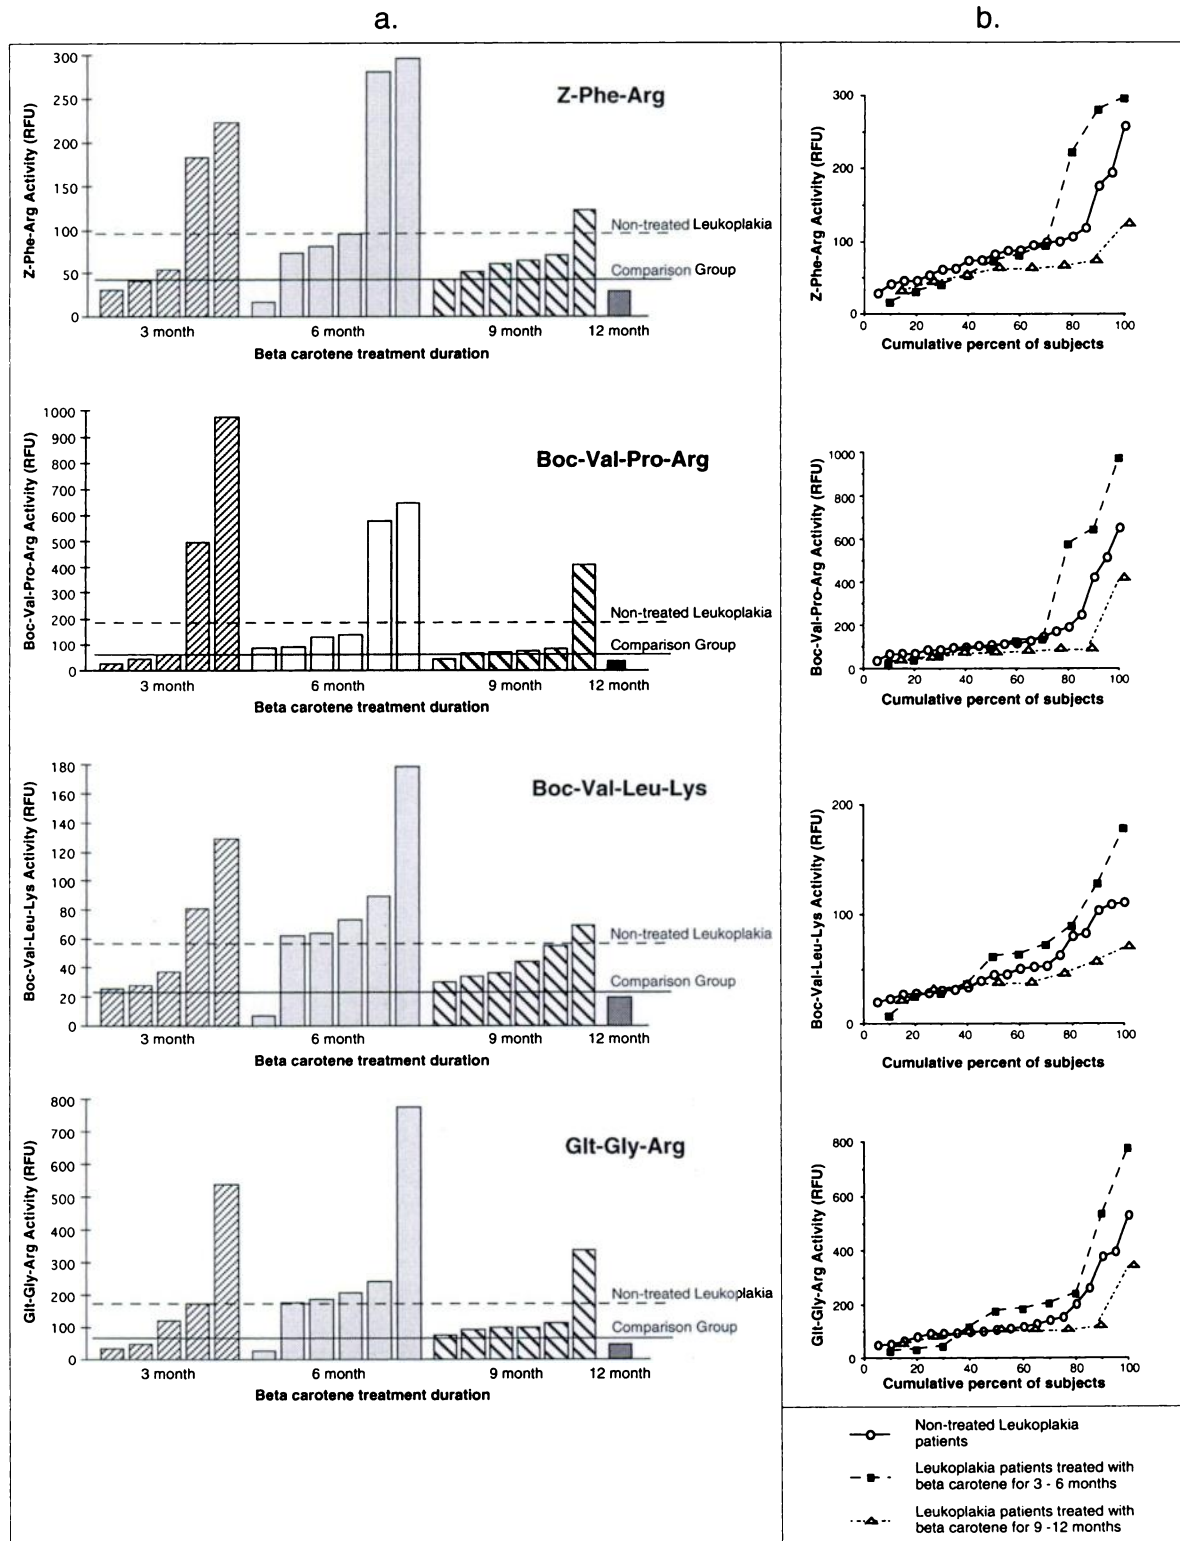 a.
Z-Phe-Arg Activity (RFU)
300
250
200
150
100
50
0
Z-Phe-Arg
Non-treated Leukoplakia
Comparison Group
3 month
6 month
9 month
12 month
Beta carotene treatment duration
Boc-Val-Pro-Arg Activity (RFU)
1000
900
800
700
600
500
400
300
200
100
0
Boc-Val-Pro-Arg
Non-treated Leukoplakia
Comparison Group
3 month
6 month
9 month
12 month
Beta carotene treatment duration
Boc-Val-Leu-Lys Activity (RFU)
180
160
140
120
100
80
60
40
20
0
Boc-Val-Leu-Lys
Non-treated Leukoplakia
Comparison Group
3 month
6 month
9 month
12 month
Beta carotene treatment duration
Glt-Gly-Arg Activity (RFU)
800
700
600
500
400
300
200
100
0
Glt-Gly-Arg
Non-treated Leukoplakia
Comparison Group
3 month
6 month
9 month
12 month
Beta carotene treatment duration
b.
Z-Phe-Arg Activity (RFU)
300
200
100
0
0 20 40 60 80 100
Cumulative percent of subjects
Boc-Val-Pro-Arg Activity (RFU)
1000
800
600
400
200
0
0 20 40 60 80 100
Cumulative percent of subjects
Boc-Val-Leu-Lys Activity (RFU)
200
100
0
0 20 40 60 80 100
Cumulative percent of subjects
Glt-Gly-Arg Activity (RFU)
800
600
400
200
0
0 20 40 60 80 100
Cumulative percent of subjects
Non-treated Leukoplakia
patients
Leukoplakia patients treated with
beta carotene for 3 - 6 months
Leukoplakia patients treated with
beta carotene for 9 -12 months